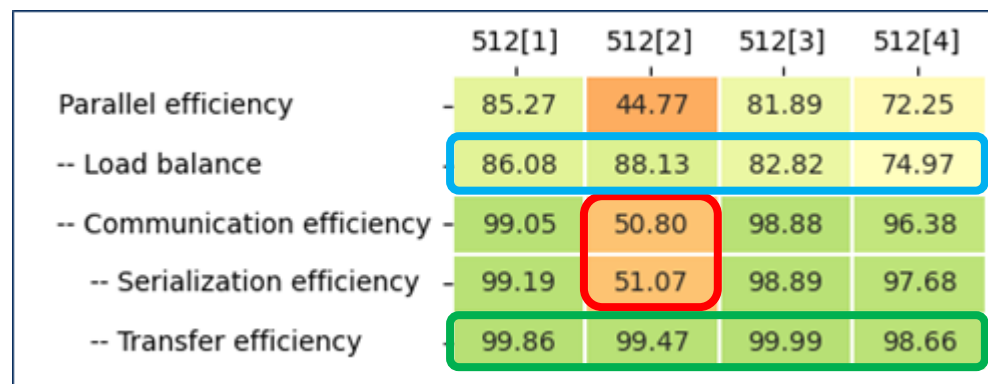 512[1] 512[2] 512[3] 512[4]
Parallel efficiency - 85.27 44.77 81.89 72.25
-- Load balance - 86.08 88.13 82.82 74.97
-- Communication efficiency - 99.05 50.80 98.88 96.38
-- Serialization efficiency - 99.19 51.07 98.89 97.68
-- Transfer efficiency - 99.86 99.47 99.99 98.66